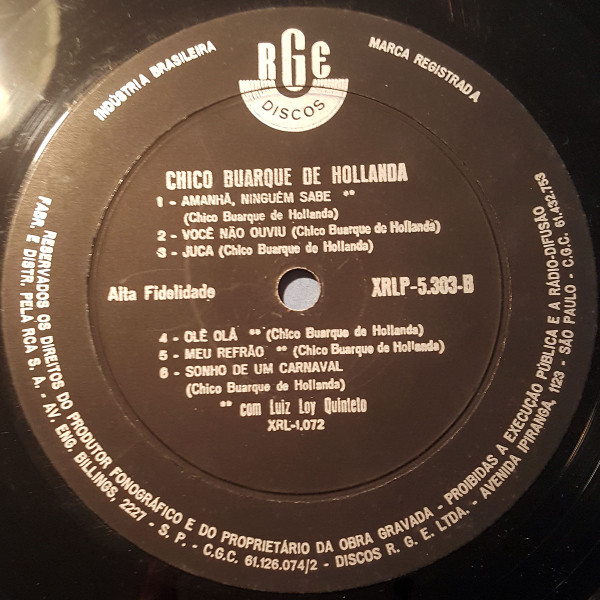 INDÚSTRIA BRASILEIRA
RGE
DISCOS
MARCA REGISTRADA
CHICO BUARQUE DE HOLLANDA
1 - AMANHÃ, NINGUÉM SABE **
(Chico Buarque de Hollanda)
2 - VOCÊ NÃO OUVIU (Chico Buarque de Hollanda)
3 - JUCA (Chico Buarque de Hollanda)
Alta Fidelidade
XRLP-5.303-B
4 - OLÊ OLÁ ** (Chico Buarque de Hollanda)
5 - MEU REFRÃO ** (Chico Buarque de Hollanda)
6 - SONHO DE UM CARNAVAL
(Chico Buarque de Hollanda)
** com Luiz Loy Quinteto
XRL-1.072
RESERVADOS OS DIREITOS DO PRODUTOR FONOGRÁFICO E DO PROPRIETÁRIO DA OBRA GRAVADA - PROIBIDAS A EXECUÇÃO PÚBLICA E A RÁDIO-DIFUSÃO
FABR. E DISTR. PELA RCA S. A. - AV. ENG. BILLINGS, 2227 - S. P. - C.G.C. 61.126.074/2 - DISCOS R. G. E. LTDA. - AVENIDA IPIRANGA, 1123 - SÃO PAULO - C.G.C. 61.432.753